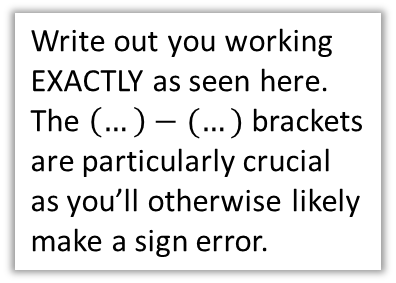 Write out you working
EXACTLY as seen here.
The (… ) − (… ) brackets
are particularly crucial
as you’ll otherwise likely
make a sign error.